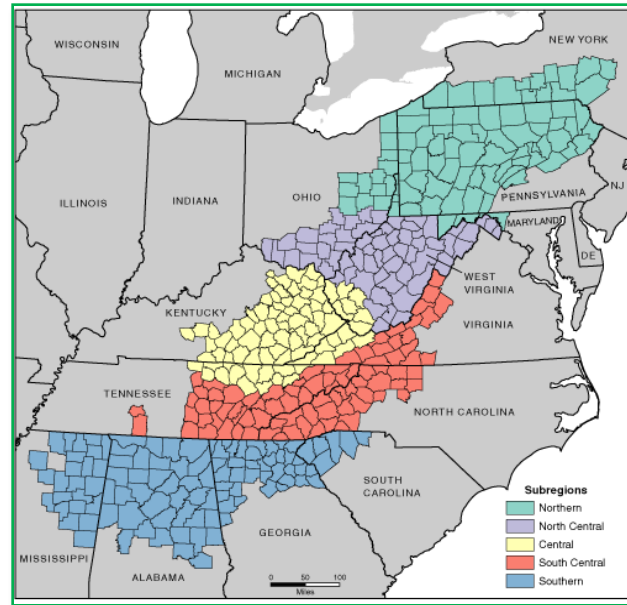 WISCONSIN
NEW YORK
MICHIGAN
ILLINOIS
INDIANA
OHIO
PENNSYLVANIA
NJ
MARYLAND
DE
WEST
VIRGINIA
KENTUCKY
VIRGINIA
TENNESSEE
NORTH CAROLINA
SOUTH
CAROLINA
GEORGIA
MISSISSIPPI
ALABAMA
0 50 100
Miles
Subregions
Northern
North Central
Central
South Central
Southern